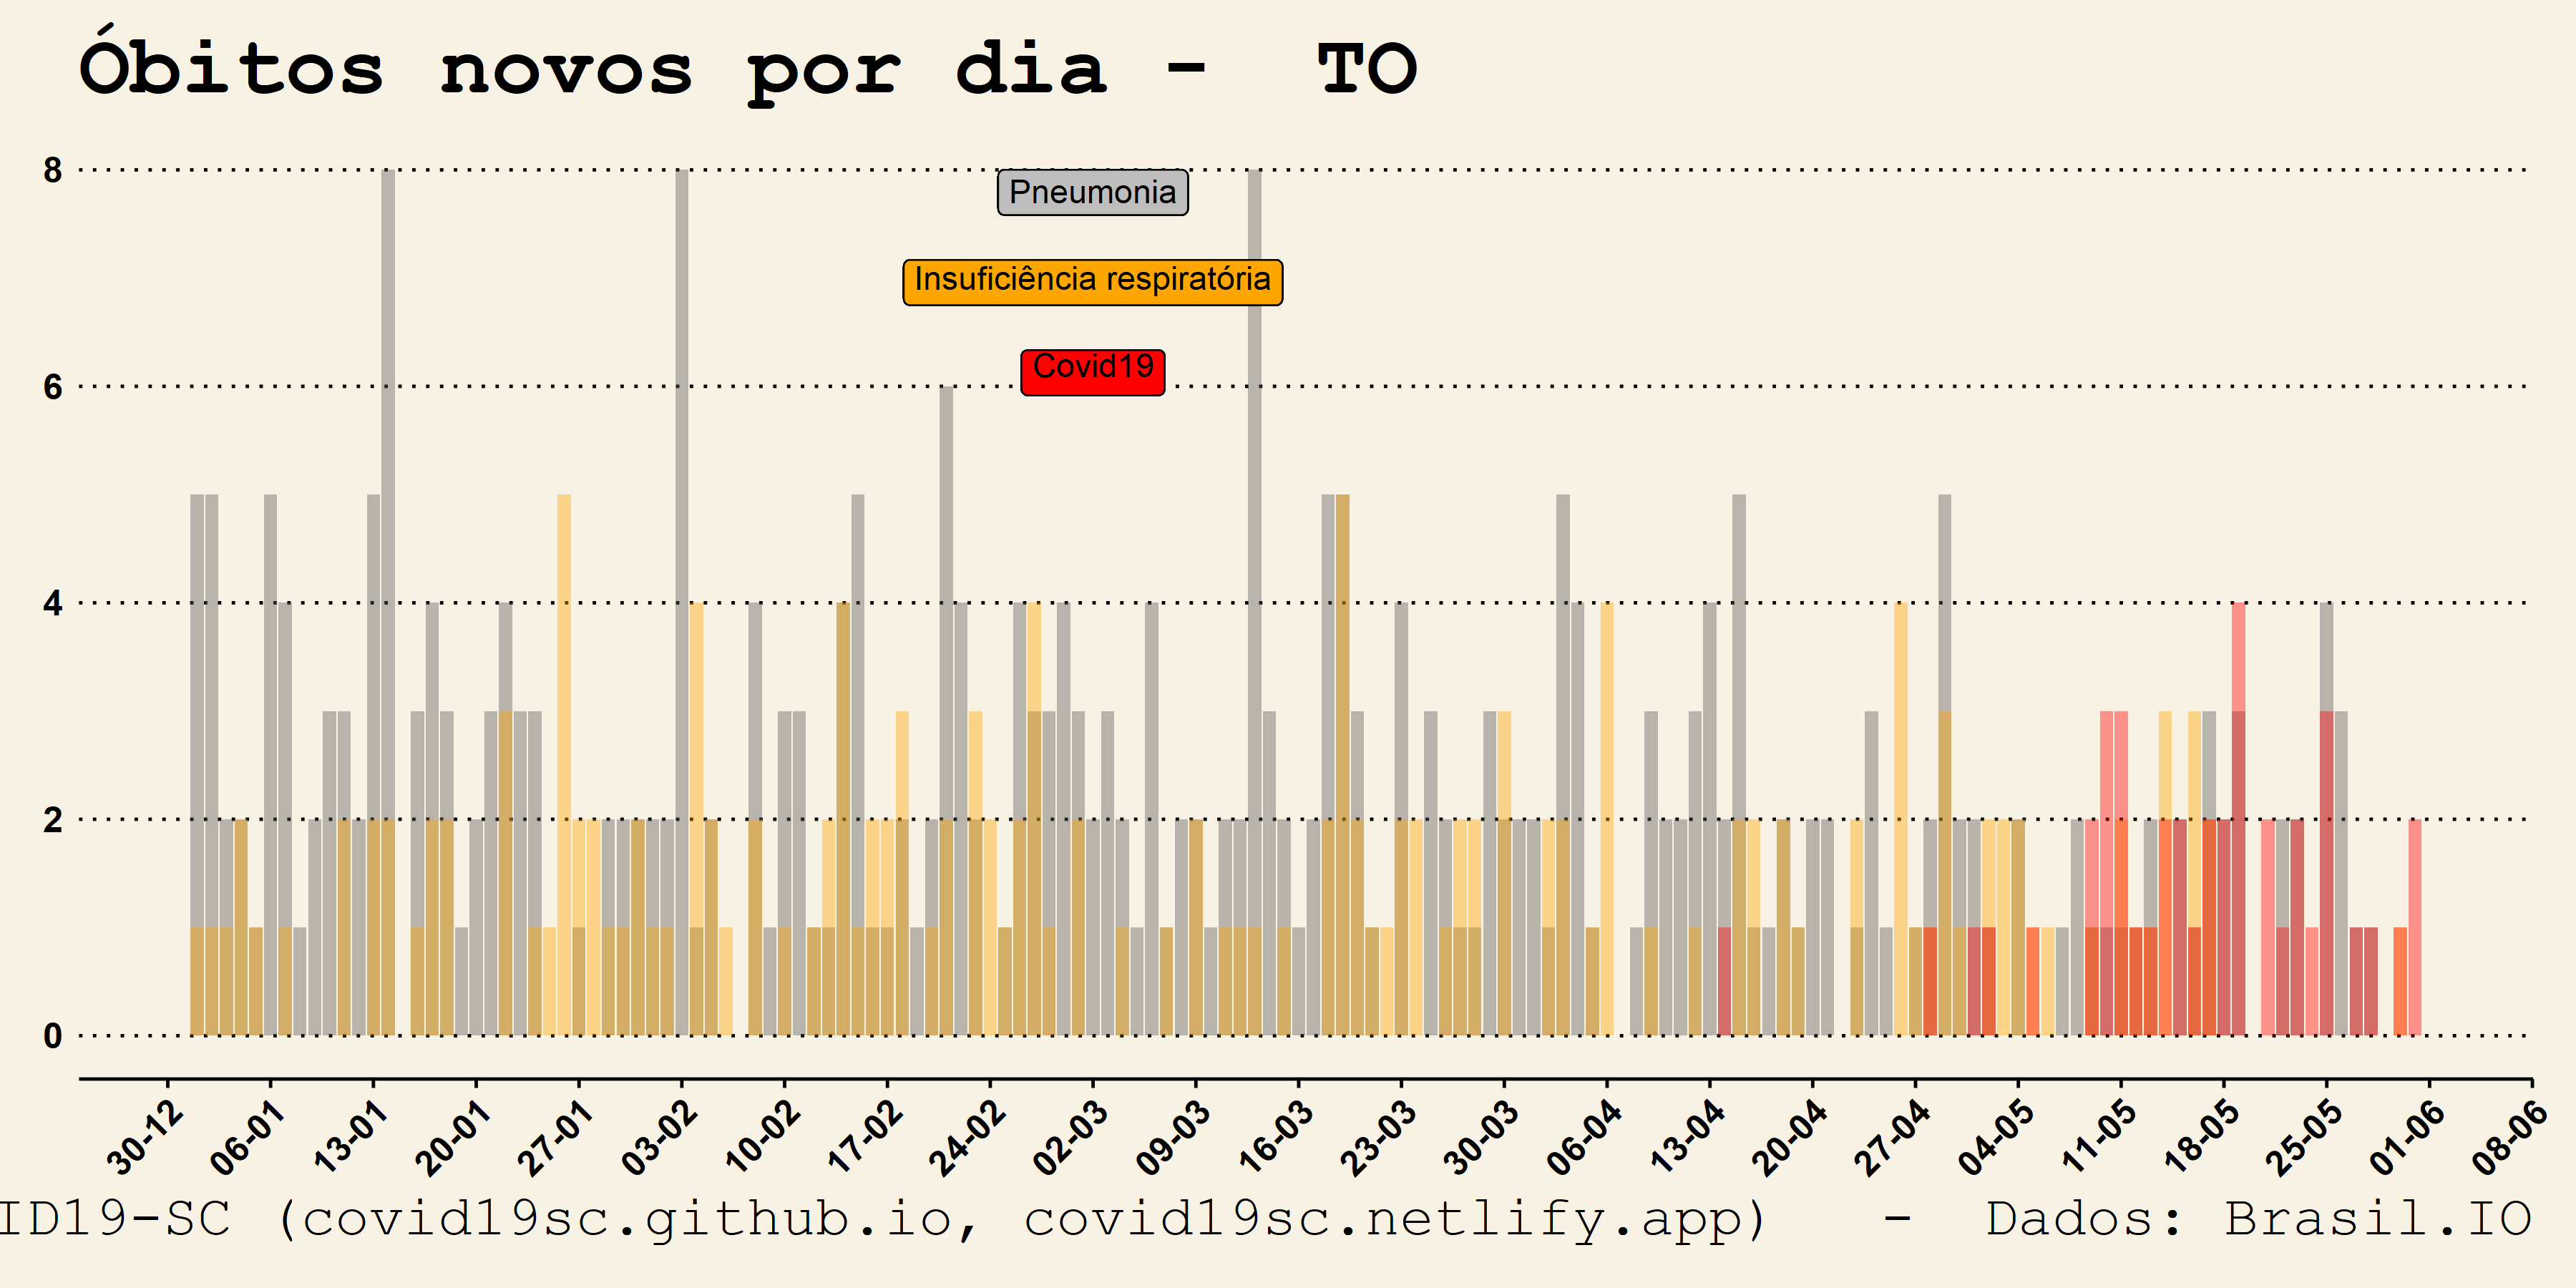 Óbitos novos por dia - TO
8
Pneumonia
Insuficiência respiratória
6
Covid19
4
2
0
30-12 06-01 13-01 20-01 27-01 03-02 10-02 17-02 24-02 02-03 09-03 16-03 23-03 30-03 06-04 13-04 20-04 27-04 04-05 11-05 18-05 25-05 01-06 08-06
ID19-SC (covid19sc.github.io, covid19sc.netlify.app) - Dados: Brasil.IO